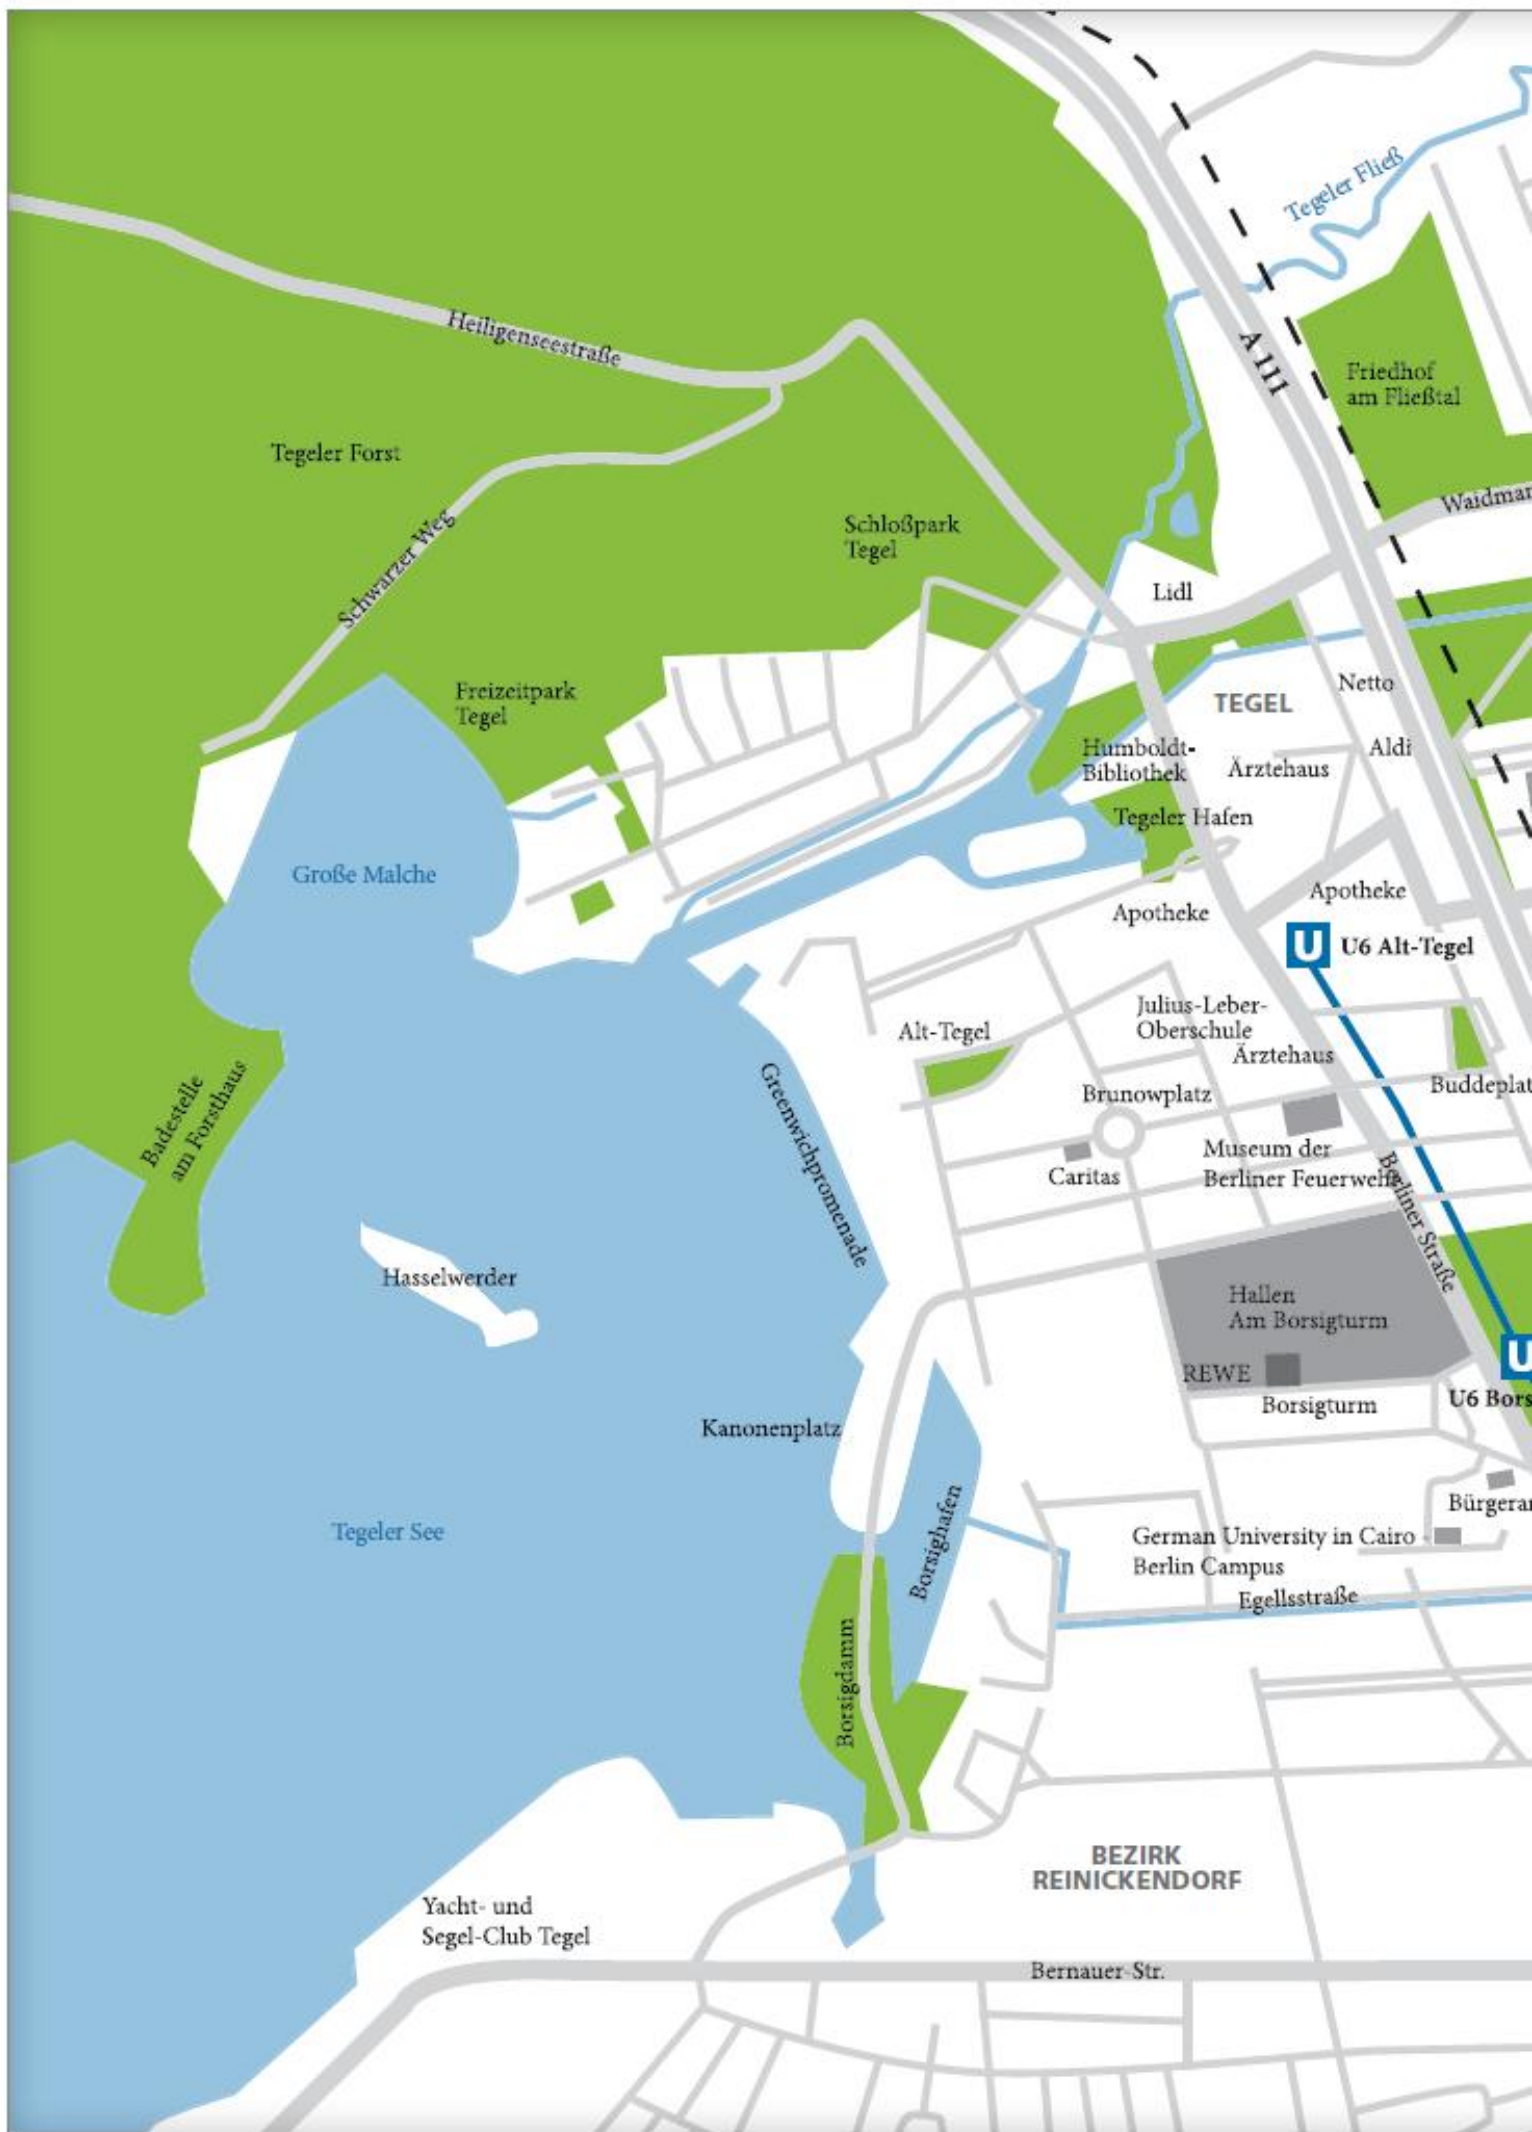 Tegeler Fließ
Heiligenseestraße
A 111
Friedhof
am Fließtal
Tegeler Forst
Waidmar
Schwarzer Weg
Schloßpark
Tegel
Lidl
Freizeitpark
Tegel
Netto
TEGEL
Humboldt-
Bibliothek
Ärztehaus
Aldi
Tegeler Hafen
Große Malche
Apotheke
Apotheke
U
U6 Alt-Tegel
Julius-Leber-
Oberschule
Alt-Tegel
Ärztehaus
Buddeplat
Brunowplatz
Badestelle
am Forsthaus
Greenwichpromenade
Museum der
Berliner Feuerwehr
Caritas
Berliner Straße
Hasselwerder
Hallen
Am Borsigturm
U
REWE
U6 Bors
Borsigturm
Kanonenplatz
Borsighafen
Bürgera
Tegeler See
German University in Cairo
Berlin Campus
Egellsstraße
Borsigdamm
BEZIRK
REINICKENDORF
Yacht- und
Segel-Club Tegel
Bernauer-Str.